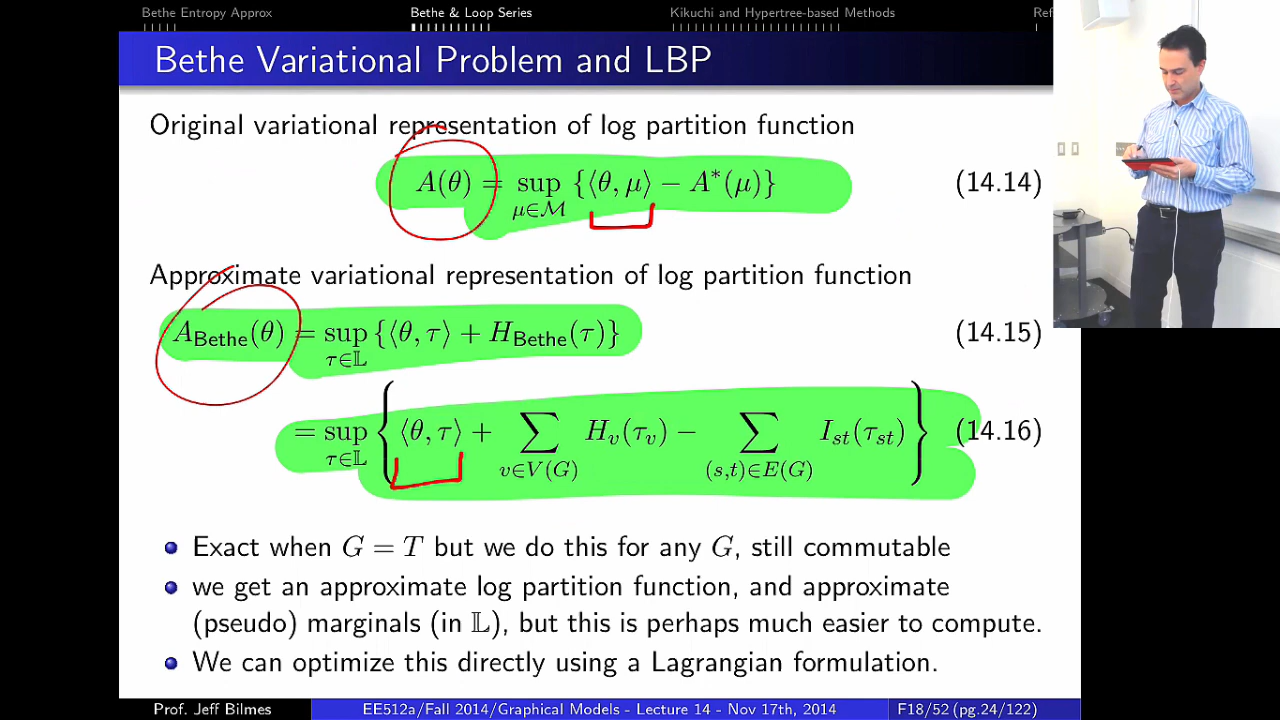 Bethe Entropy Approx Bethe & Loop Series Kikuchi and Hypertree-based Methods Ref
Bethe Variational Problem and LBP
Original variational representation of log partition function
A(θ) = sup_{μ∈ℳ} {⟨θ, μ⟩ − A*(μ)} (14.14)
Approximate variational representation of log partition function
A_Bethe(θ) = sup_{τ∈𝕃} {⟨θ, τ⟩ + H_Bethe(τ)} (14.15)
= sup_{τ∈𝕃} {⟨θ, τ⟩ + ∑_{v∈V(G)} H_v(τ_v) − ∑_{(s,t)∈E(G)} I_st(τ_st)} (14.16)
Exact when G = T but we do this for any G, still commutable
we get an approximate log partition function, and approximate
(pseudo) marginals (in 𝕃), but this is perhaps much easier to compute.
We can optimize this directly using a Lagrangian formulation.
Prof. Jeff Bilmes EE512a/Fall 2014/Graphical Models - Lecture 14 - Nov 17th, 2014 F18/52 (pg.24/122)